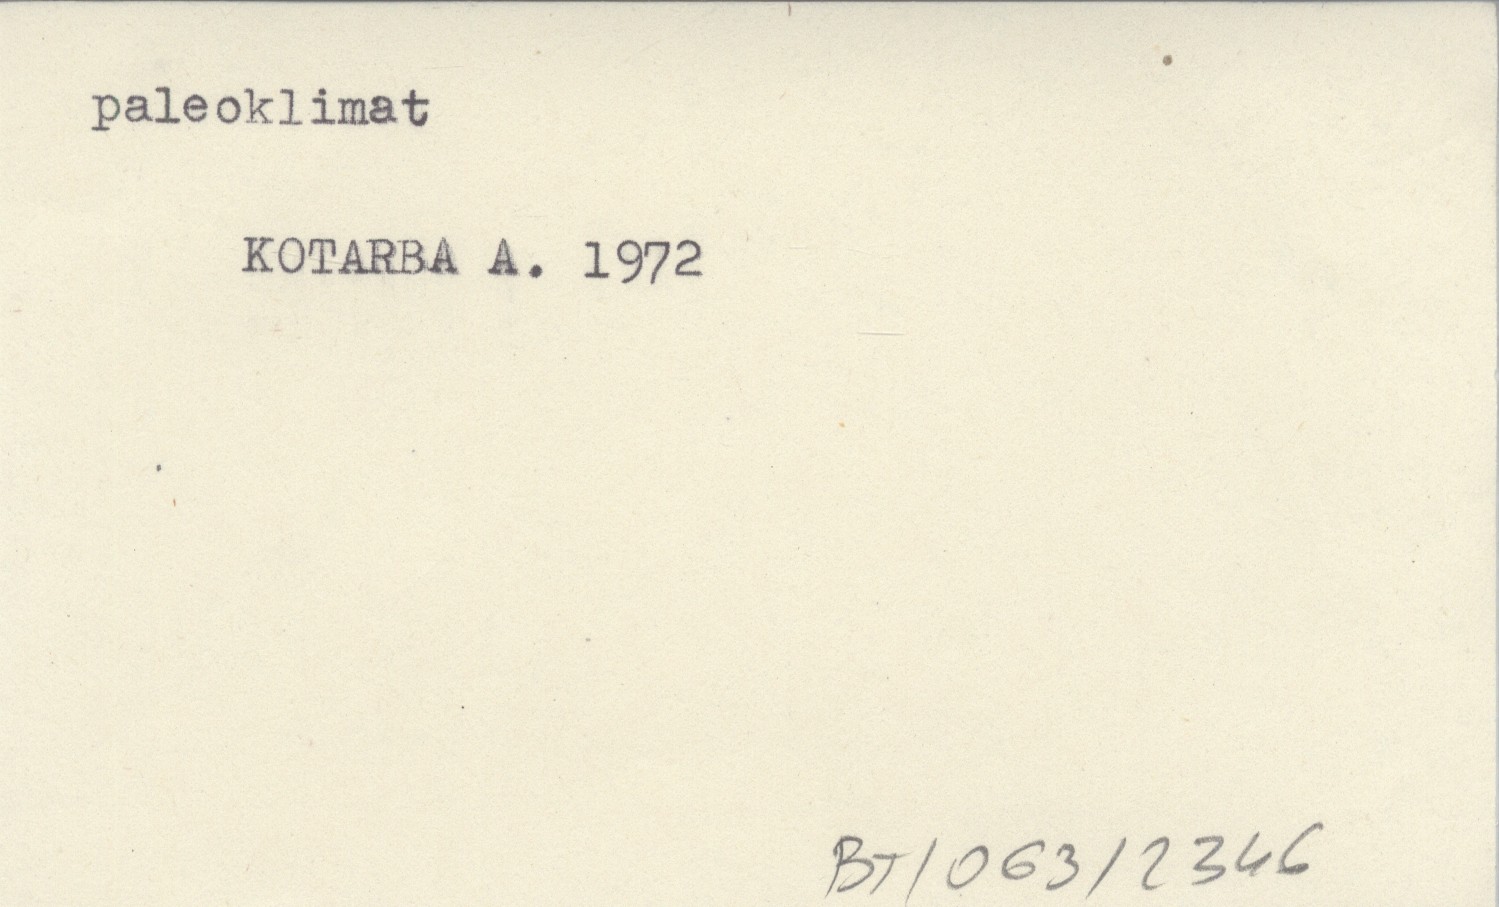 paleoklimat
KOTARBA A. 1972
BT/063/2346